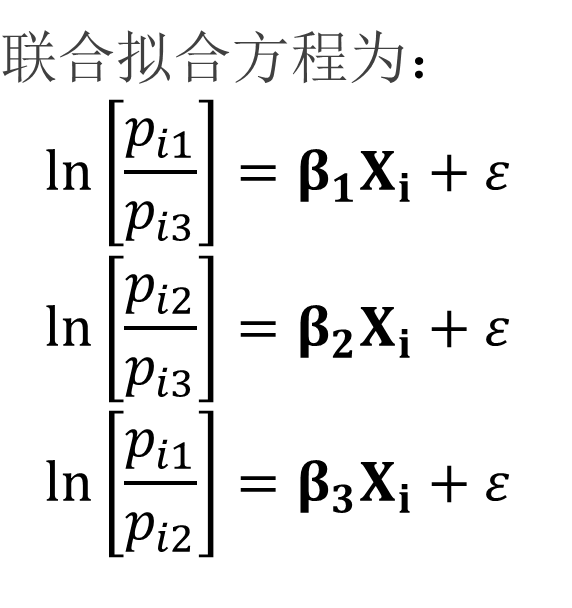 联合拟合方程为：
ln[p_{i1}/p_{i3}] = β₁Xᵢ + ε
ln[p_{i2}/p_{i3}] = β₂Xᵢ + ε
ln[p_{i1}/p_{i2}] = β₃Xᵢ + ε